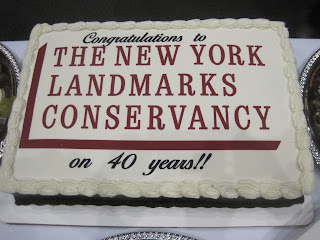 Congratulations to
THE NEW YORK
LANDMARKS
CONSERVANCY
on 40 years!!